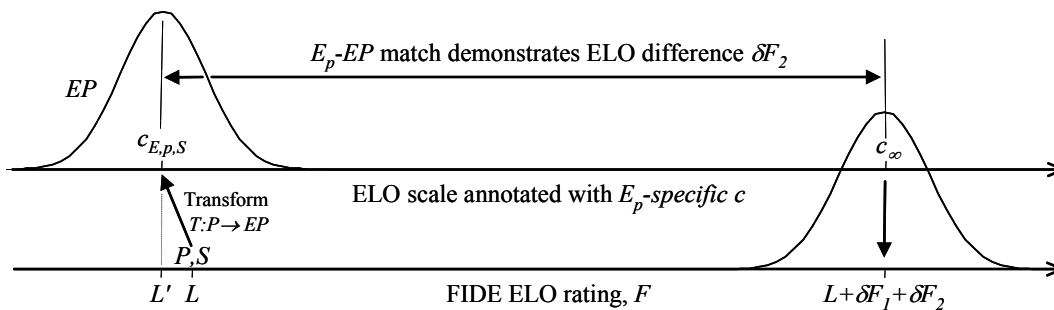 E_p-EP match demonstrates ELO difference δF_2
EP
c_{E,p,S}
c_∞
ELO scale annotated with E_p-specific c
Transform
T:P→EP
P,S
L' L
FIDE ELO rating, F
L+δF_1+δF_2